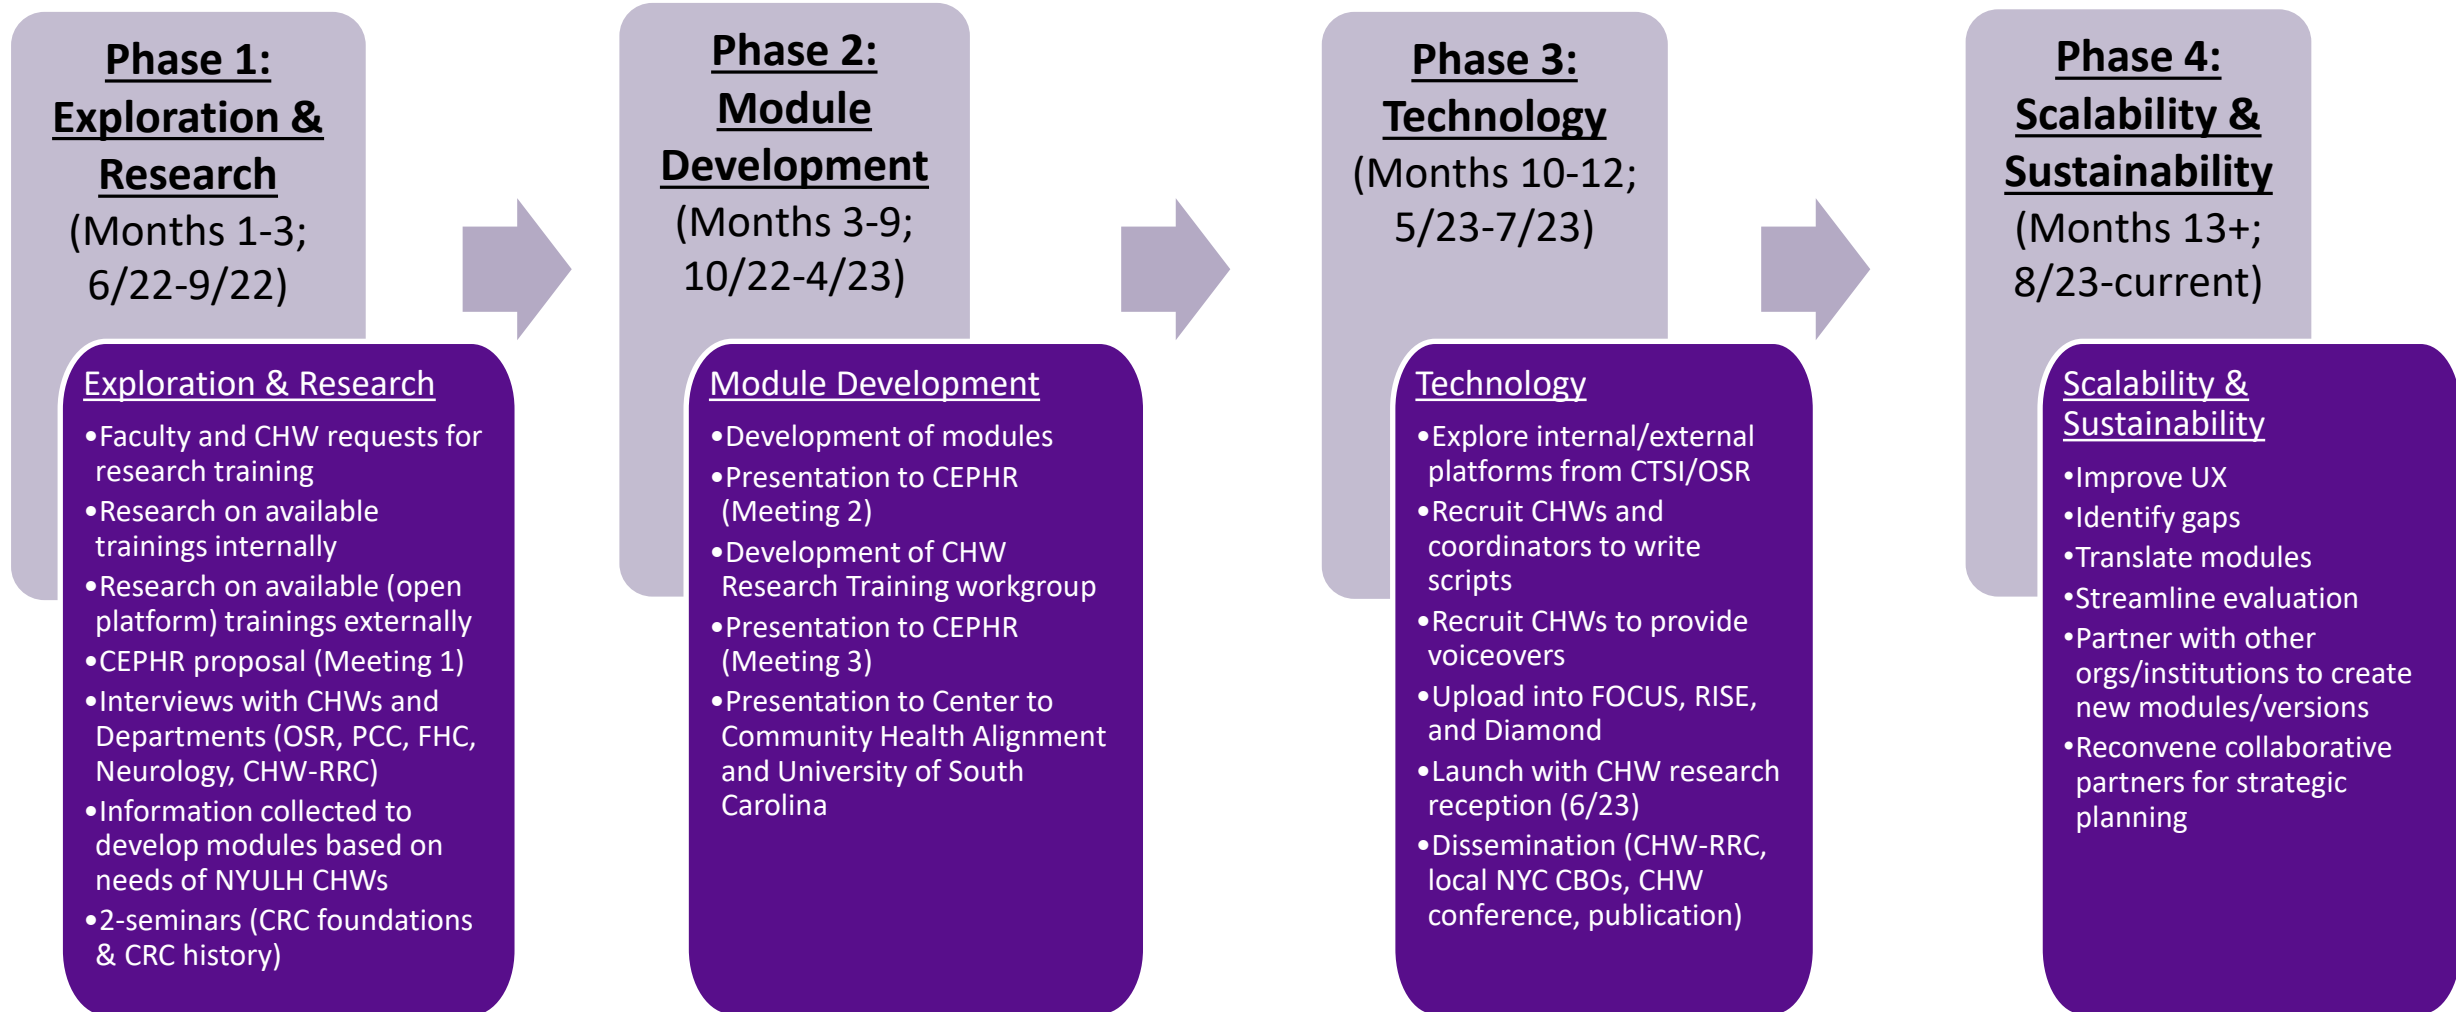 Phase 1:
Exploration &
Research
(Months 1-3;
6/22-9/22)
Exploration & Research
•Faculty and CHW requests for
research training
•Research on available
trainings internally
•Research on available (open
platform) trainings externally
•CEPHR proposal (Meeting 1)
•Interviews with CHWs and
Departments (OSR, PCC, FHC,
Neurology, CHW-RRC)
•Information collected to
develop modules based on
needs of NYULH CHWs
•2-seminars (CRC foundations
& CRC history)
Phase 2:
Module
Development
(Months 3-9;
10/22-4/23)
Module Development
•Development of modules
•Presentation to CEPHR
(Meeting 2)
•Development of CHW
Research Training workgroup
•Presentation to CEPHR
(Meeting 3)
•Presentation to Center to
Community Health Alignment
and University of South
Carolina
Phase 3:
Technology
(Months 10-12;
5/23-7/23)
Technology
•Explore internal/external
platforms from CTSI/OSR
•Recruit CHWs and
coordinators to write
scripts
•Recruit CHWs to provide
voiceovers
•Upload into FOCUS, RISE,
and Diamond
•Launch with CHW research
reception (6/23)
•Dissemination (CHW-RRC,
local NYC CBOs, CHW
conference, publication)
Phase 4:
Scalability &
Sustainability
(Months 13+;
8/23-current)
Scalability &
Sustainability
•Improve UX
•Identify gaps
•Translate modules
•Streamline evaluation
•Partner with other
orgs/institutions to create
new modules/versions
•Reconvene collaborative
partners for strategic
planning